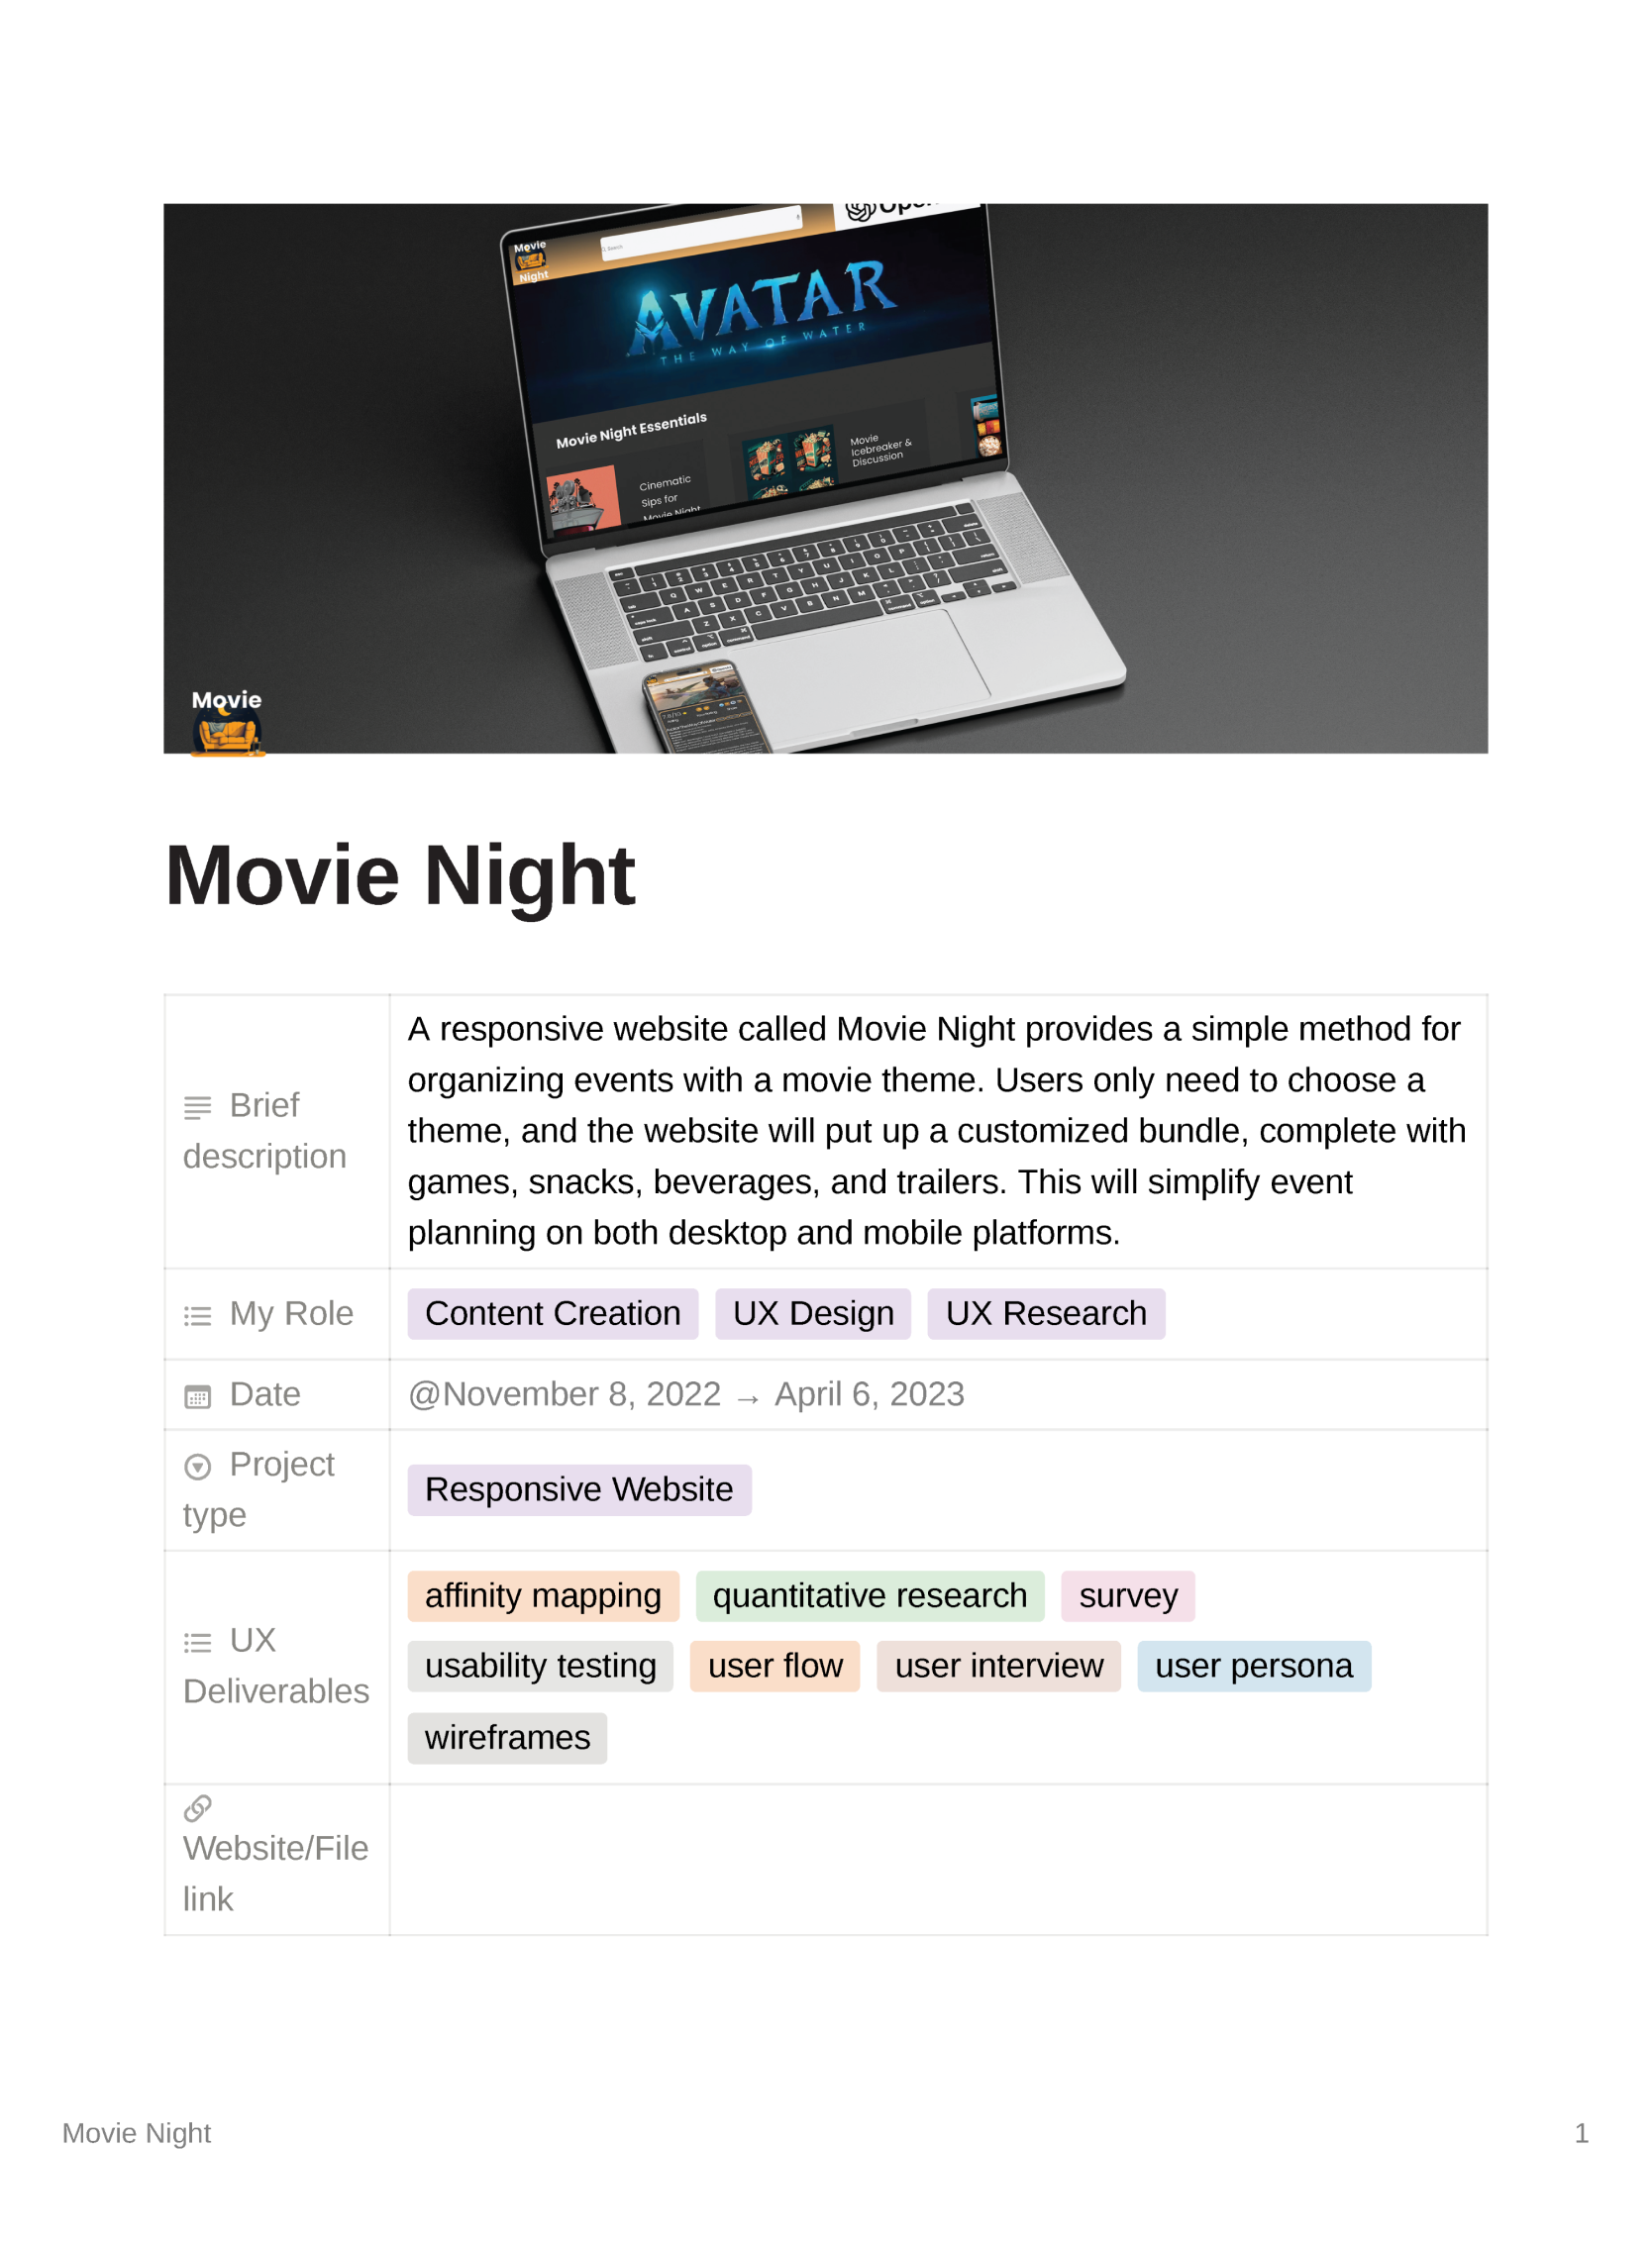 Movie
Night
Search
AVATAR
THE WAY OF WATER
Movie Night Essentials
Cinematic
Sips for
Movie Night
Movie
Icebreaker &
Discussion
Movie
Movie Night
Brief
description
A responsive website called Movie Night provides a simple method for
organizing events with a movie theme. Users only need to choose a
theme, and the website will put up a customized bundle, complete with
games, snacks, beverages, and trailers. This will simplify event
planning on both desktop and mobile platforms.
My Role
Content Creation UX Design UX Research
Date
@November 8, 2022 → April 6, 2023
Project
type
Responsive Website
UX
Deliverables
affinity mapping quantitative research survey
usability testing user flow user interview user persona
wireframes
Website/File
link
Movie Night 1